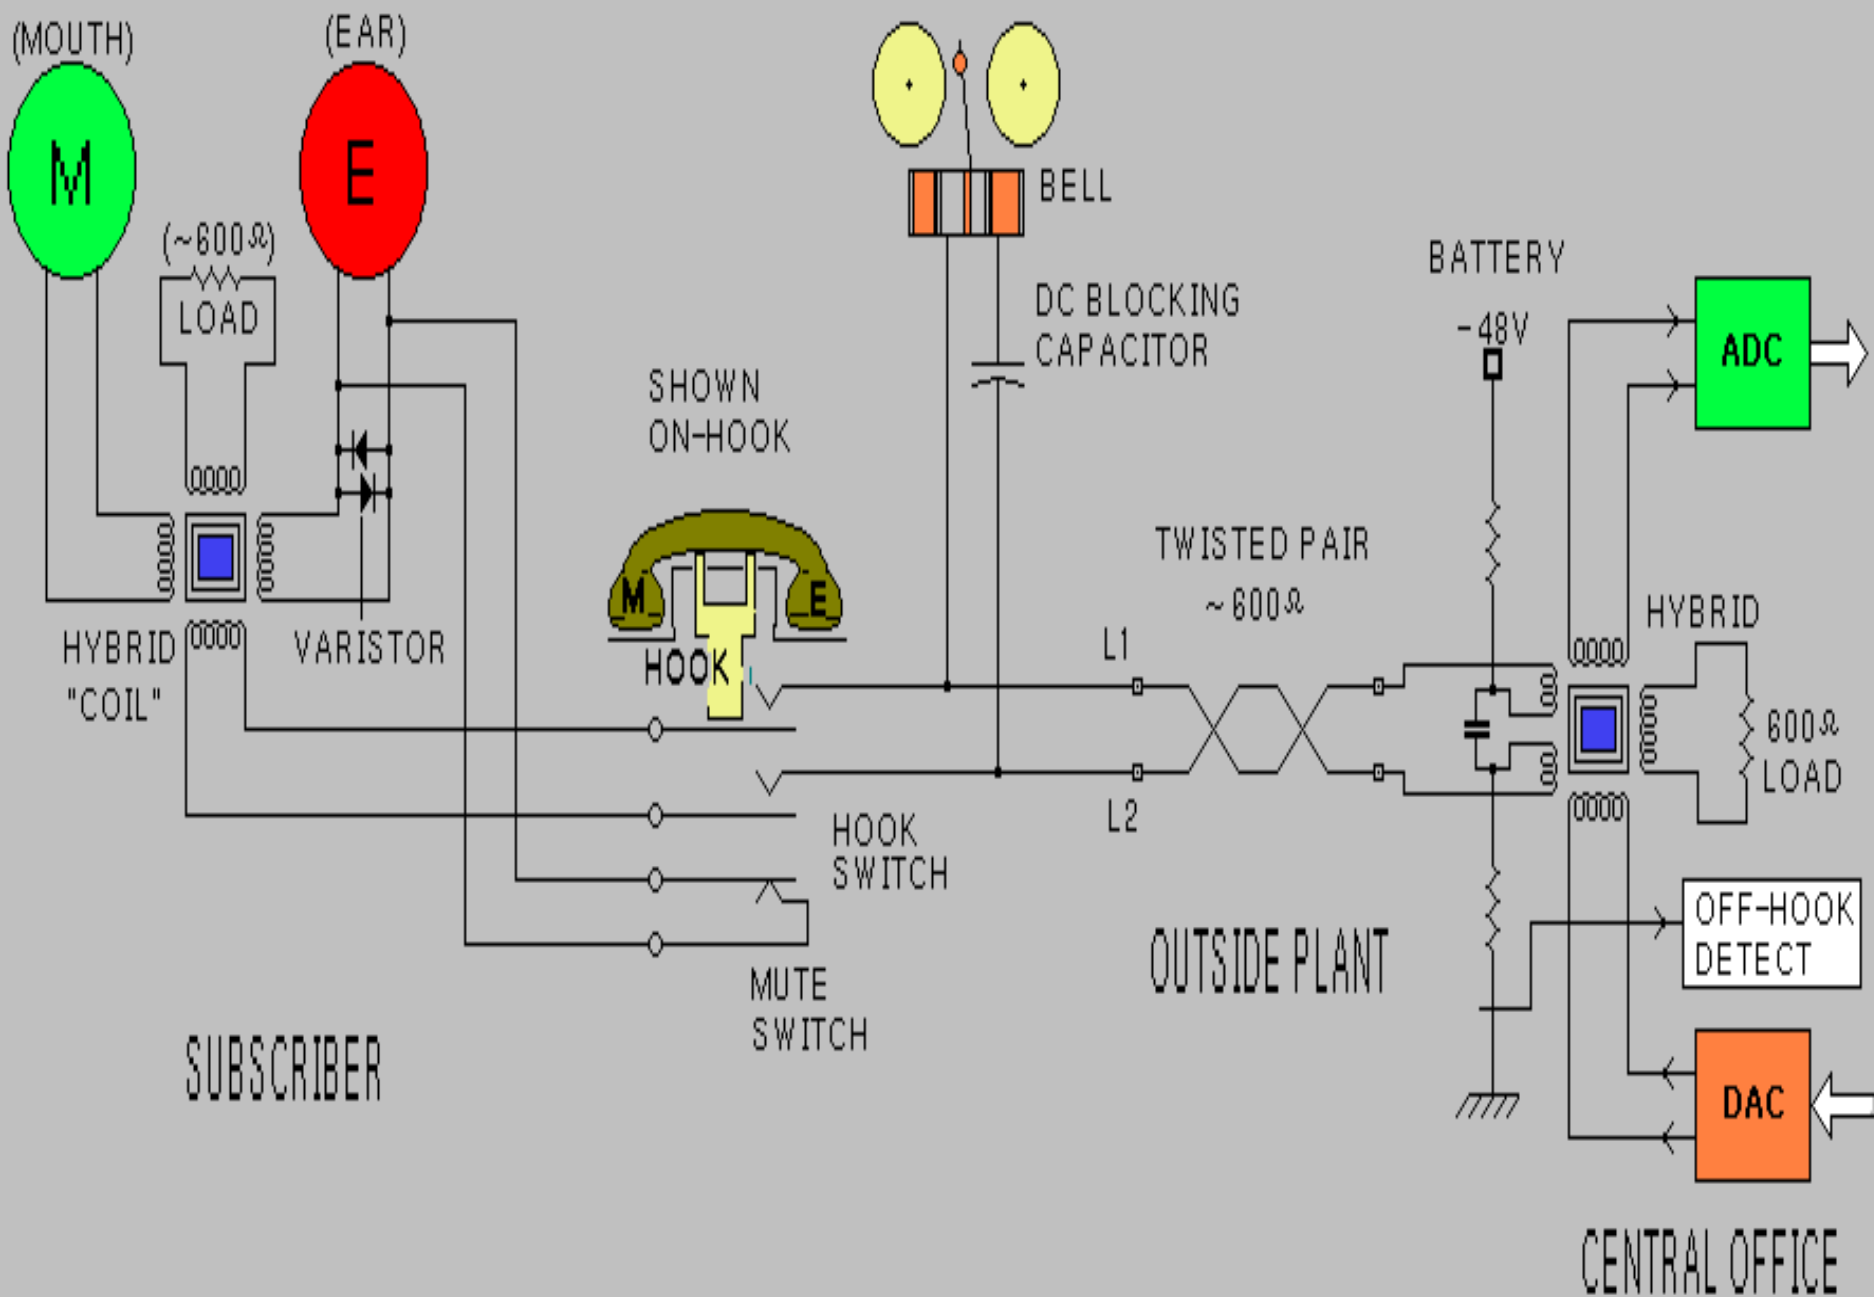 (MOUTH)
(EAR)
M
E
(~600Ω)
LOAD
BELL
BATTERY
-48V
DC BLOCKING
CAPACITOR
ADC
SHOWN
ON-HOOK
M
E
HOOK
TWISTED PAIR
~600Ω
HYBRID
HYBRID
"COIL"
VARISTOR
L1
L2
600Ω
LOAD
HOOK
SWITCH
OFF-HOOK
DETECT
MUTE
SWITCH
OUTSIDE PLANT
SUBSCRIBER
DAC
CENTRAL OFFICE